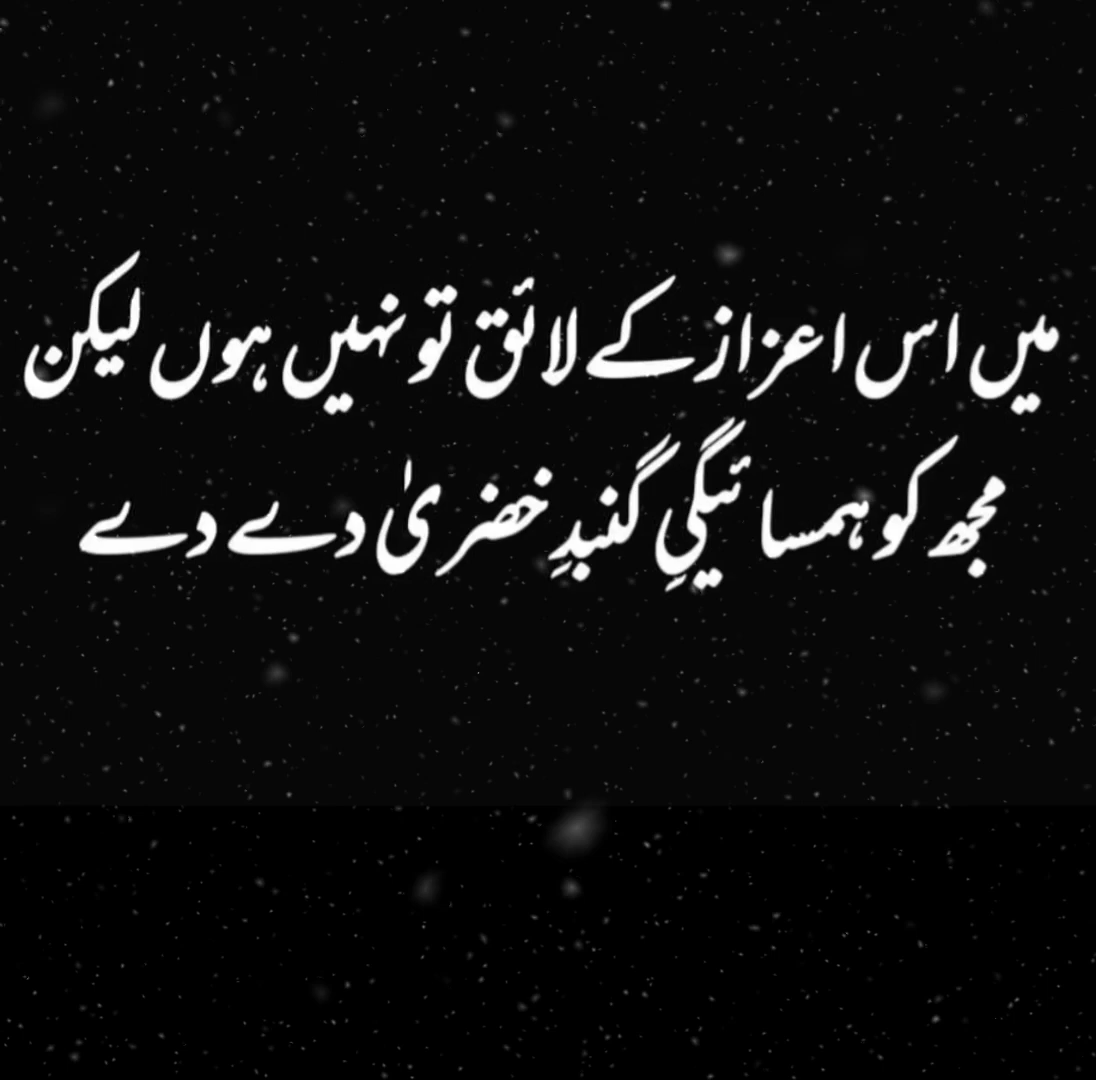 میں اس اعزاز کے لائق تو نہیں ہوں لیکن
مجھ کو ہمسائیگیِ گنبدِ خضریٰ دے دے